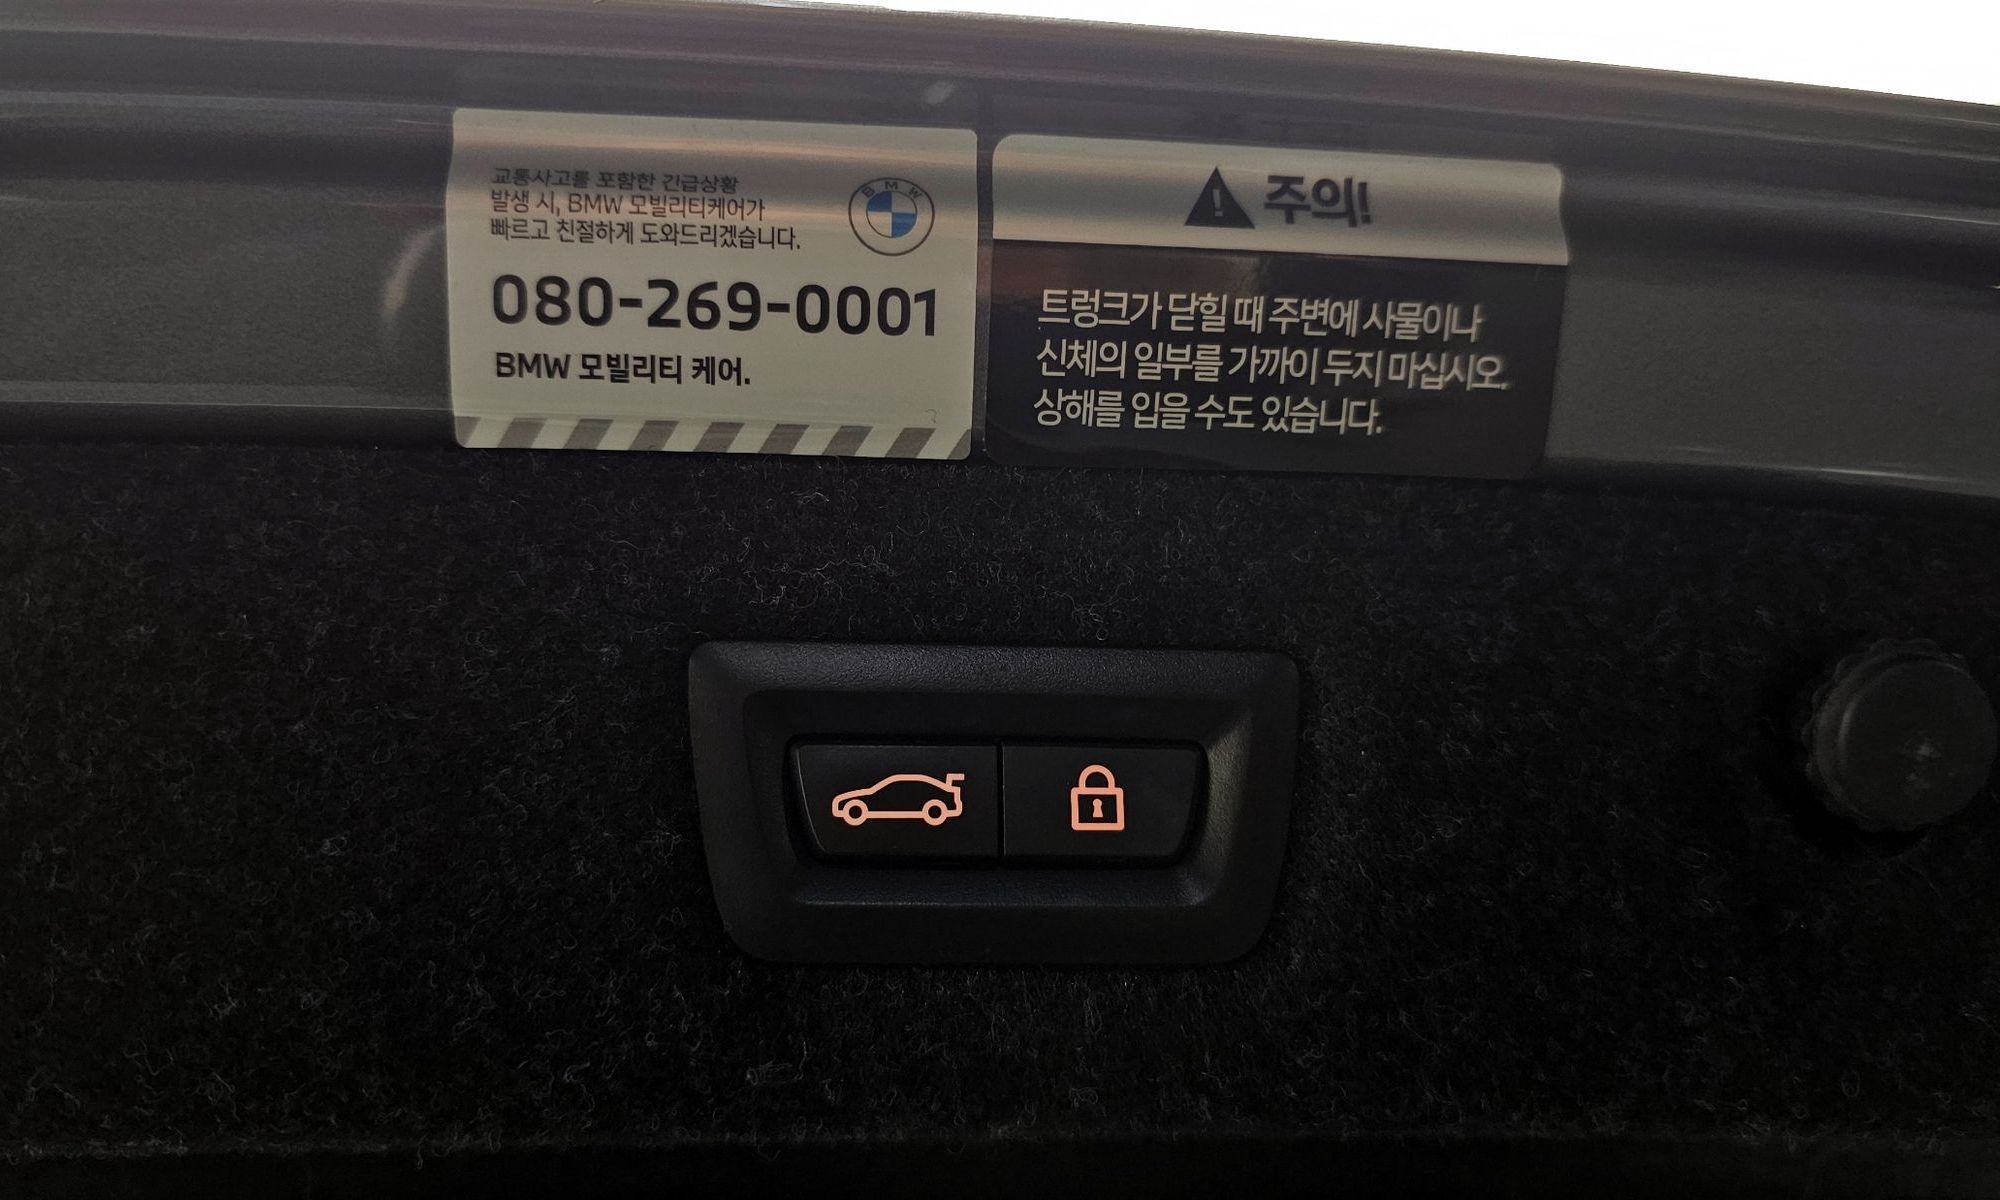 교통사고를 포함한 긴급상황
발생 시, BMW 모빌리티케어가
빠르고 친절하게 도와드리겠습니다.
BMW
080-269-0001
BMW 모빌리티 케어.
주의!
트렁크가 닫힐 때 주변에 사물이나
신체의 일부를 가까이 두지 마십시오.
상해를 입을 수도 있습니다.